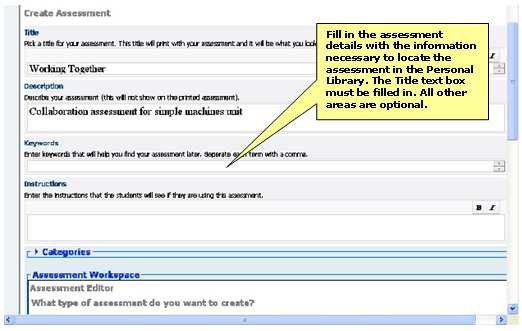 Create Assessment
Title
Pick a title for your assessment. This title will print with your assessment and it will be what you look
I
Working Together
Description
Describe your assessment (this will not show on the printed assessment).
Collaboration assessment for simple machines unit
Keywords
Enter keywords that will help you find your assessment later. Seperate each term with a comma.
Instructions
Enter the instructions that the students will see if they are using this assessment.
B I
Categories
Assessment Workspace
Assessment Editor
What type of assessment do you want to create?
Fill in the assessment
details with the information
necessary to locate the
assessment in the Personal
Library. The Title text box
must be filled in. All other
areas are optional.